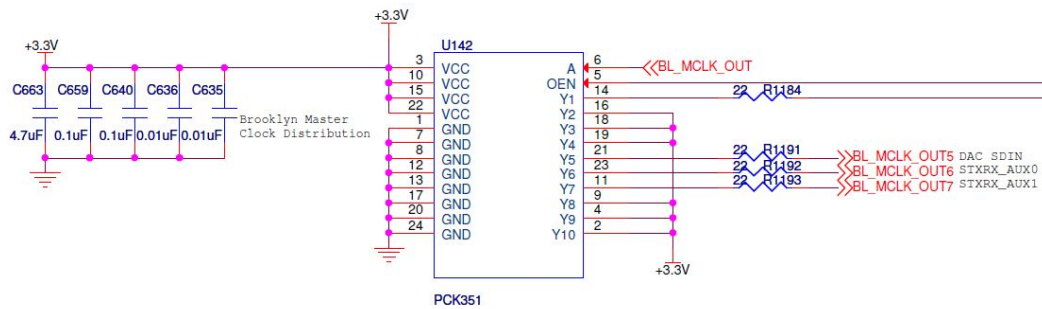 +3.3V
+3.3V
U142
C663 C659 C640 C636 C635
4.7uF 0.1uF 0.1uF 0.01uF 0.01uF
Brooklyn Master
Clock Distribution
3 VCC
10 VCC
15 VCC
22 VCC
1 GND
7 GND
8 GND
12 GND
13 GND
17 GND
20 GND
24 GND
A 6 BL_MCLK_OUT
OEN 5
Y1 14 22 R1184
Y2 16
Y3 18
Y4 19
Y5 21 22 R1191 BL_MCLK_OUT5 DAC SDIN
Y6 23 22 R1192 BL_MCLK_OUT6 STXRX_AUX0
Y7 11 22 R1193 BL_MCLK_OUT7 STXRX_AUX1
Y8 9
Y9 4
Y10 2
+3.3V
PCK351